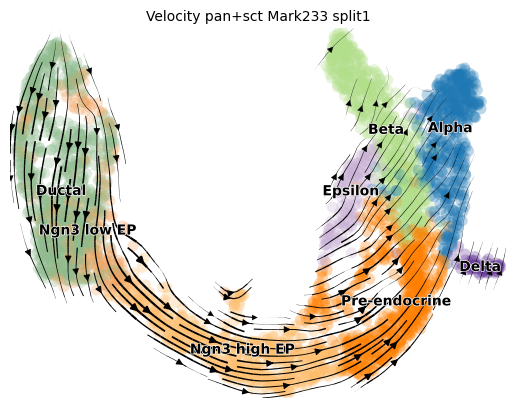 Velocity pan+sct Mark233 split1
Beta
Alpha
Ductal
Epsilon
Ngn3 low EP
Delta
Pre-endocrine
Ngn3 high EP